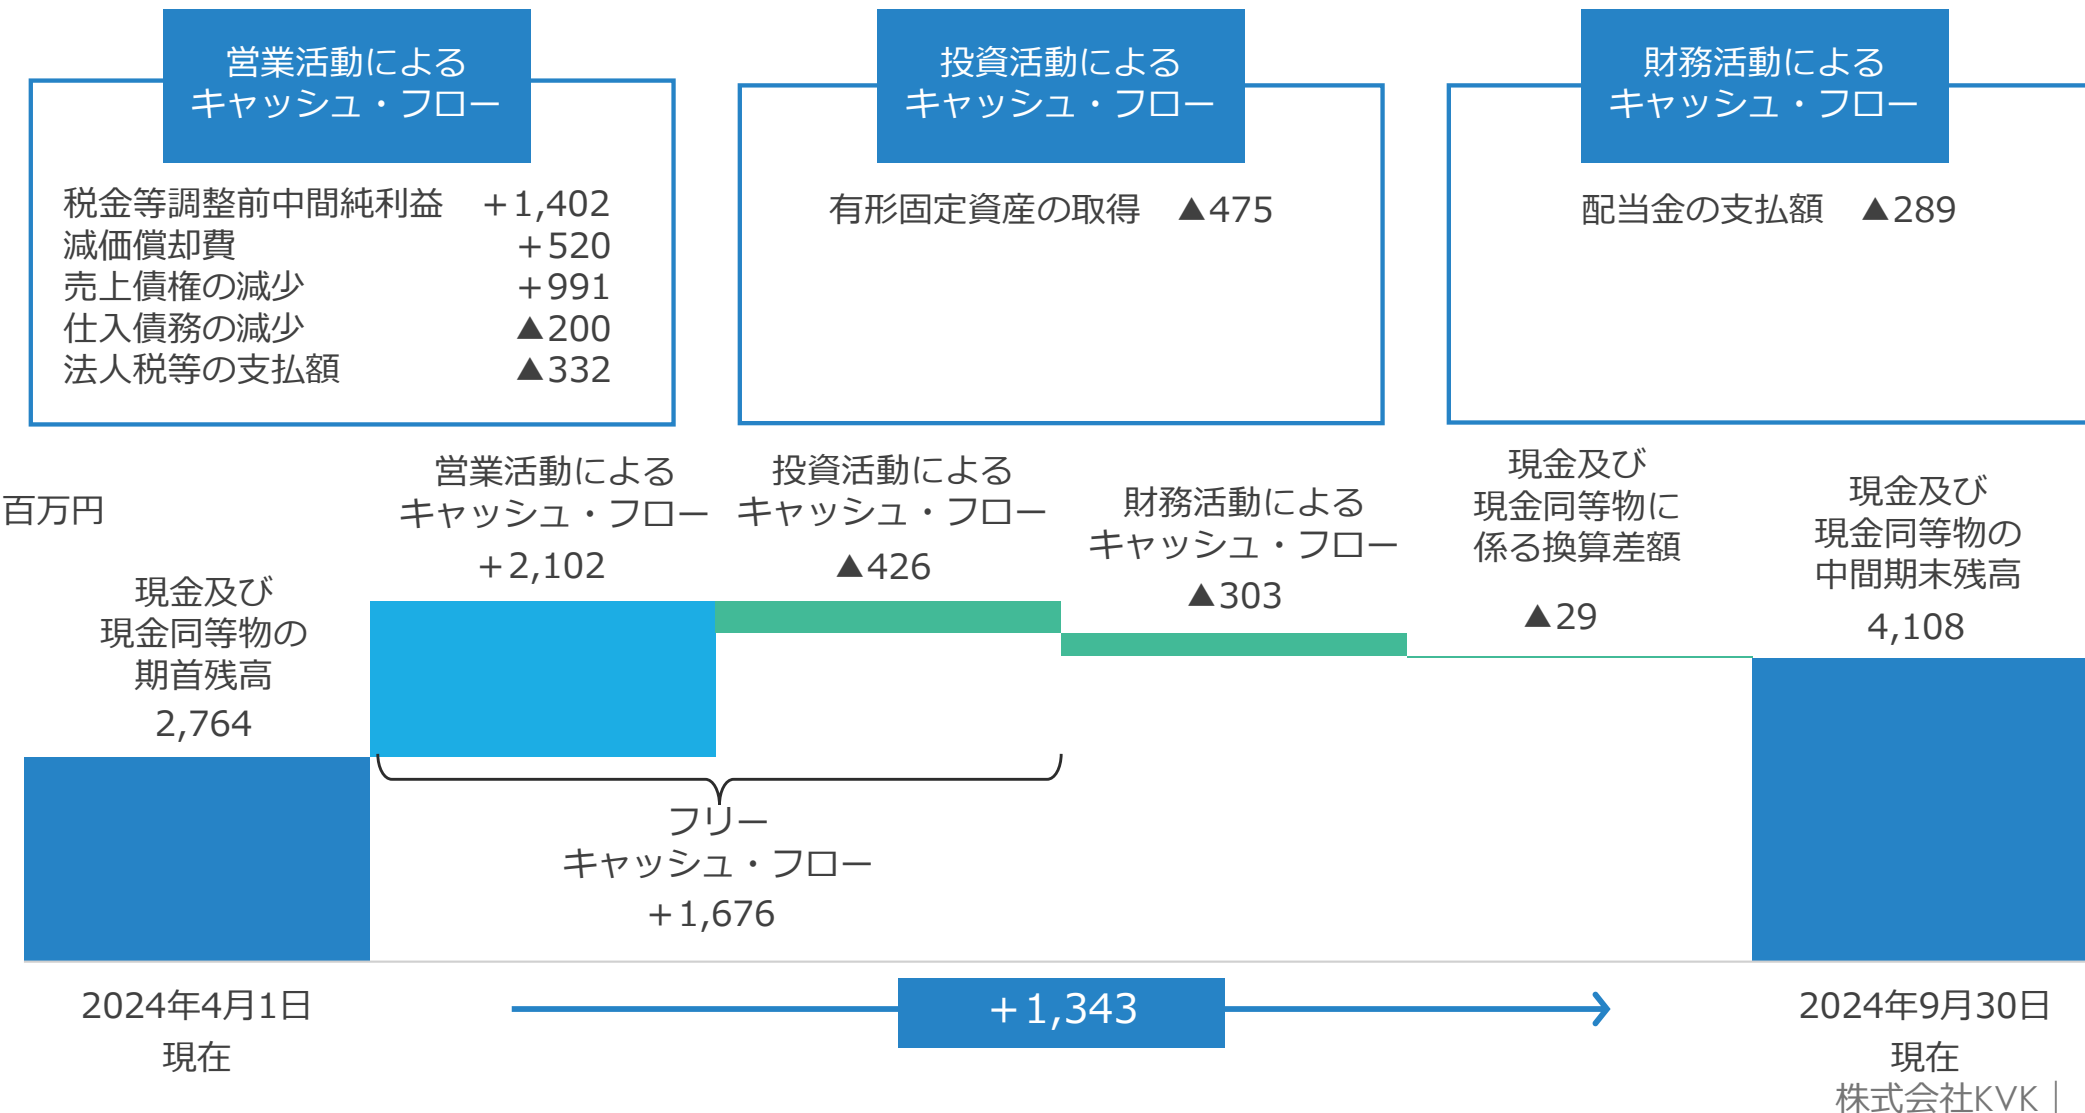 営業活動による
キャッシュ・フロー
税金等調整前中間純利益 +1,402
減価償却費 +520
売上債権の減少 +991
仕入債務の減少 ▲200
法人税等の支払額 ▲332
投資活動による
キャッシュ・フロー
有形固定資産の取得 ▲475
財務活動による
キャッシュ・フロー
配当金の支払額 ▲289
百万円
現金及び
現金同等物の
期首残高
2,764
営業活動による
キャッシュ・フロー
+2,102
投資活動による
キャッシュ・フロー
▲426
財務活動による
キャッシュ・フロー
▲303
現金及び
現金同等物に
係る換算差額
▲29
現金及び
現金同等物の
中間期末残高
4,108
フリー
キャッシュ・フロー
+1,676
2024年4月1日
現在
+1,343
2024年9月30日
現在
株式会社KVK｜